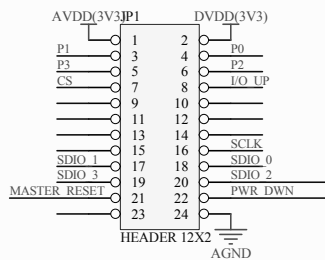 AVDD(3V3) JP1 DVDD(3V3)
1 2
P1 3 4 P0
P3 5 6 P2
CS 7 8 I/O_UP
9 10
11 12
13 14
15 16 SCLK
SDIO_1 17 18 SDIO_0
SDIO_3 19 20 SDIO_2
MASTER_RESET 21 22 PWR_DWN
23 24
HEADER 12X2
AGND